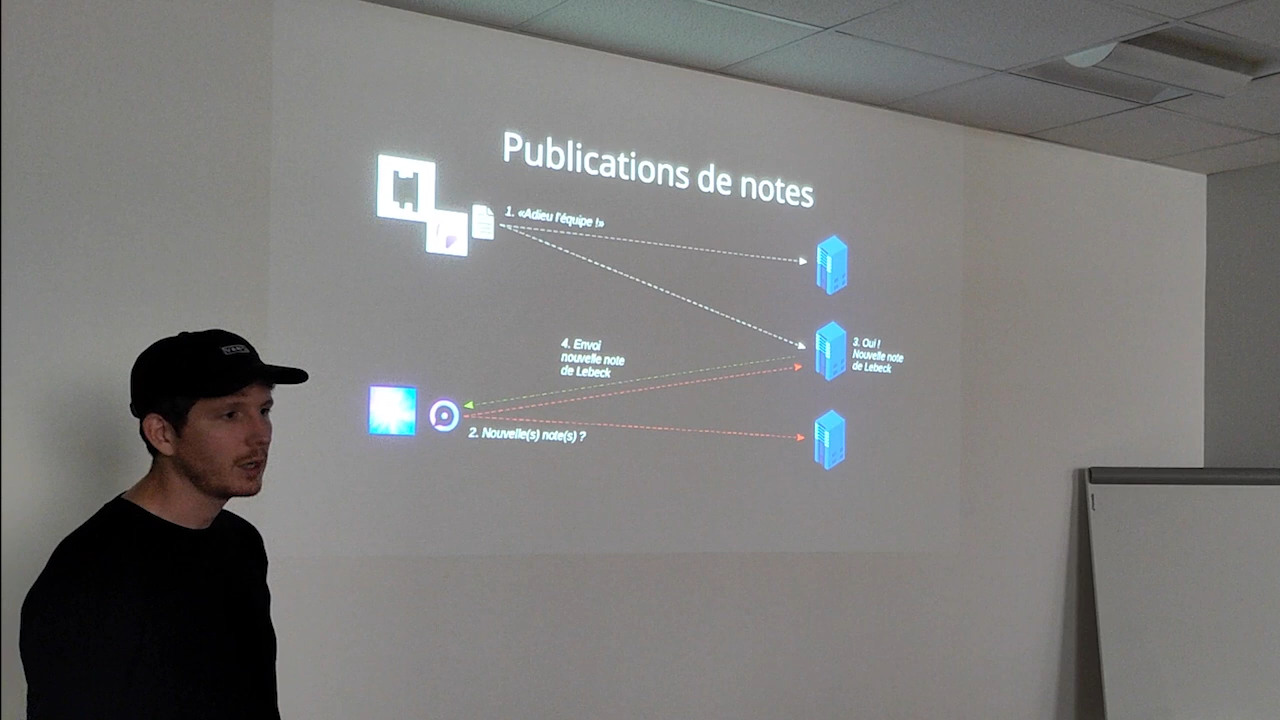 Publications de notes
1. «Adieu l'équipe !»
4. Envoi
nouvelle note
de Lebeck
3. Oui !
Nouvelle note
de Lebeck
2. Nouvelle(s) note(s) ?